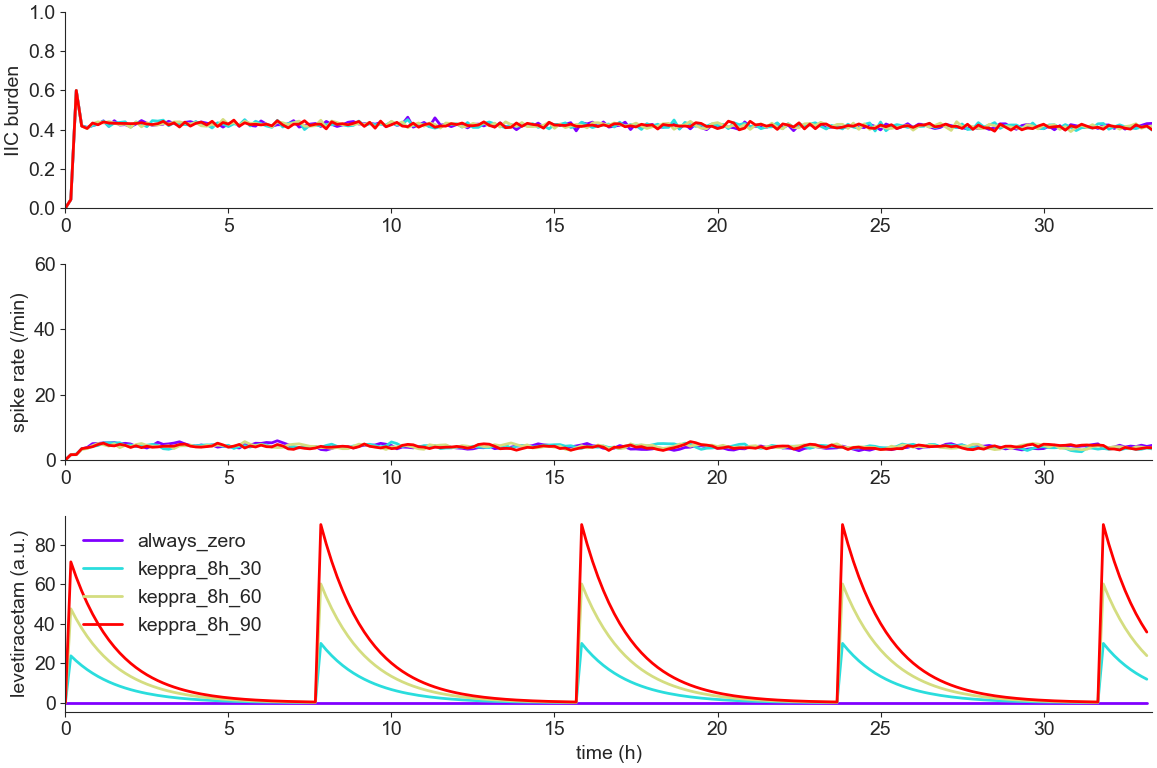 IIC burden
1.0
0.8
0.6
0.4
0.2
0.0
0 5 10 15 20 25 30
spike rate (/min)
60
40
20
0
0 5 10 15 20 25 30
levetiracetam (a.u.)
80
60
40
20
0
always_zero
keppra_8h_30
keppra_8h_60
keppra_8h_90
0 5 10 15 20 25 30
time (h)